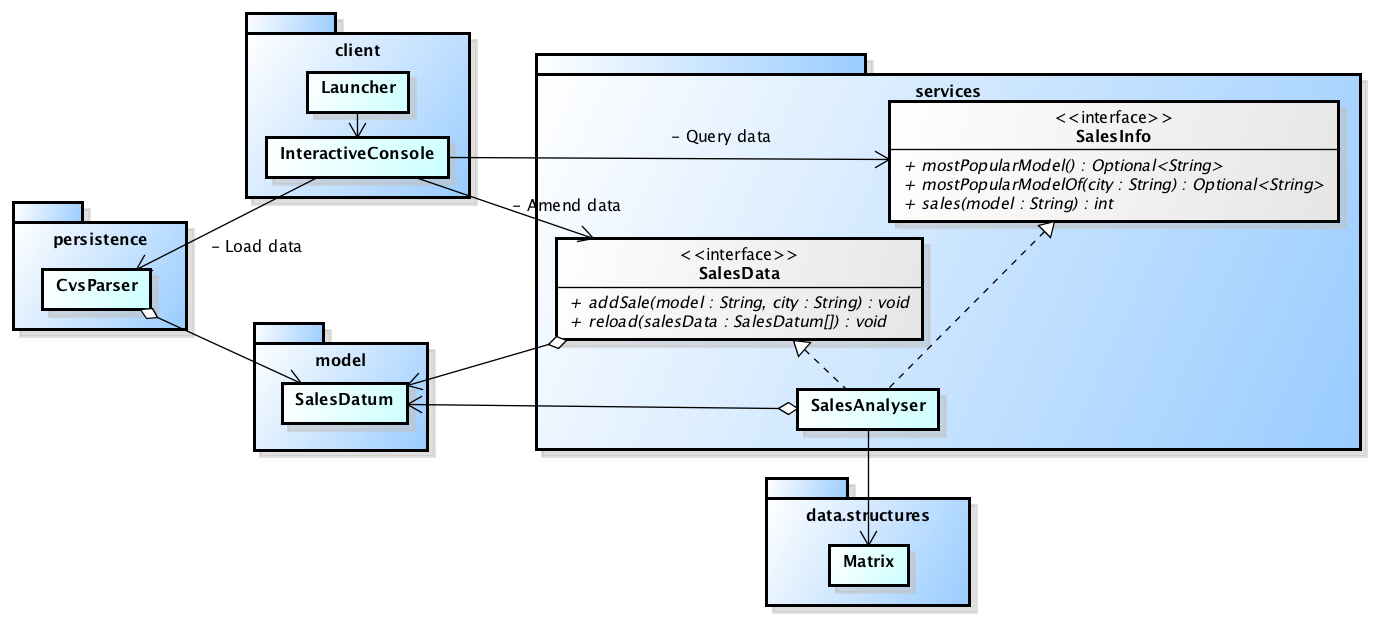 client
Launcher
InteractiveConsole
services
<<interface>>
SalesInfo
+ mostPopularModel() : Optional<String>
+ mostPopularModelOf(city : String) : Optional<String>
+ sales(model : String) : int
- Query data
- Amend data
- Load data
persistence
CvsParser
<<interface>>
SalesData
+ addSale(model : String, city : String) : void
+ reload(salesData : SalesDatum[]) : void
model
SalesDatum
SalesAnalyser
data.structures
Matrix